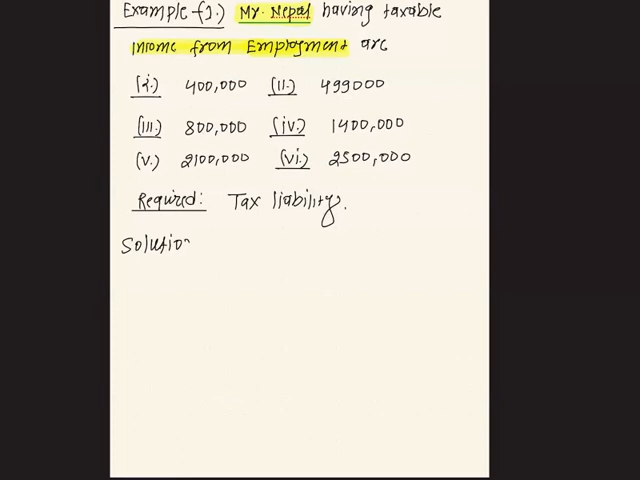 Example-f1:) Mr. Nepal having taxable
Income from Employment are
(i.) 400,000 (ii.) 499000
(iii.) 800,000 (iv.) 1400,000
(v.) 2100,000 (vi.) 2500,000
Required: Tax liability.
Solution